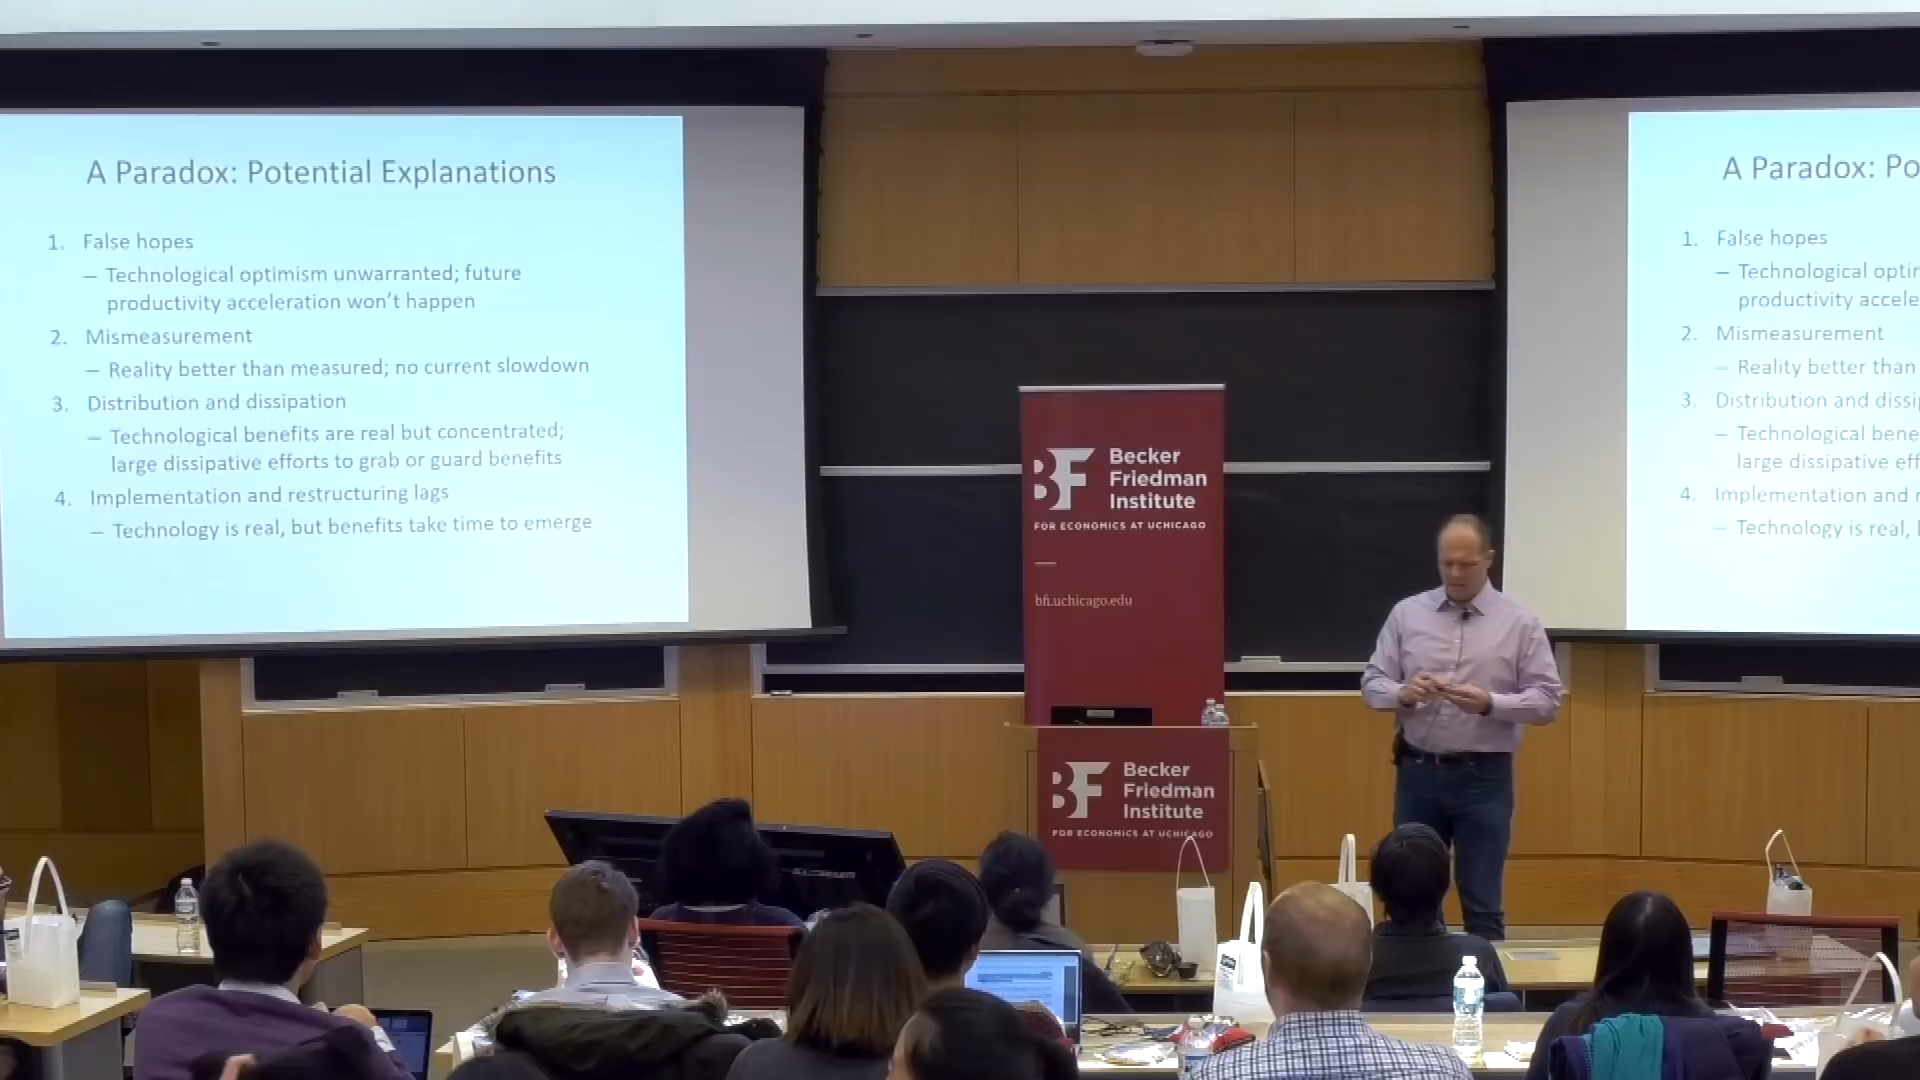 A Paradox: Potential Explanations
1. False hopes
– Technological optimism unwarranted; future
productivity acceleration won't happen
2. Mismeasurement
– Reality better than measured; no current slowdown
3. Distribution and dissipation
– Technological benefits are real but concentrated;
large dissipative efforts to grab or guard benefits
4. Implementation and restructuring lags
– Technology is real, but benefits take time to emerge
BF
Becker
Friedman
Institute
FOR ECONOMICS AT UCHICAGO
bfi.uchicago.edu
BF
Becker
Friedman
Institute
FOR ECONOMICS AT UCHICAGO
A Paradox: Po
1. False hopes
– Technological optim
productivity accele
2. Mismeasurement
– Reality better than
3. Distribution and dissip
– Technological bene
large dissipative eff
4. Implementation and r
– Technology is real, b